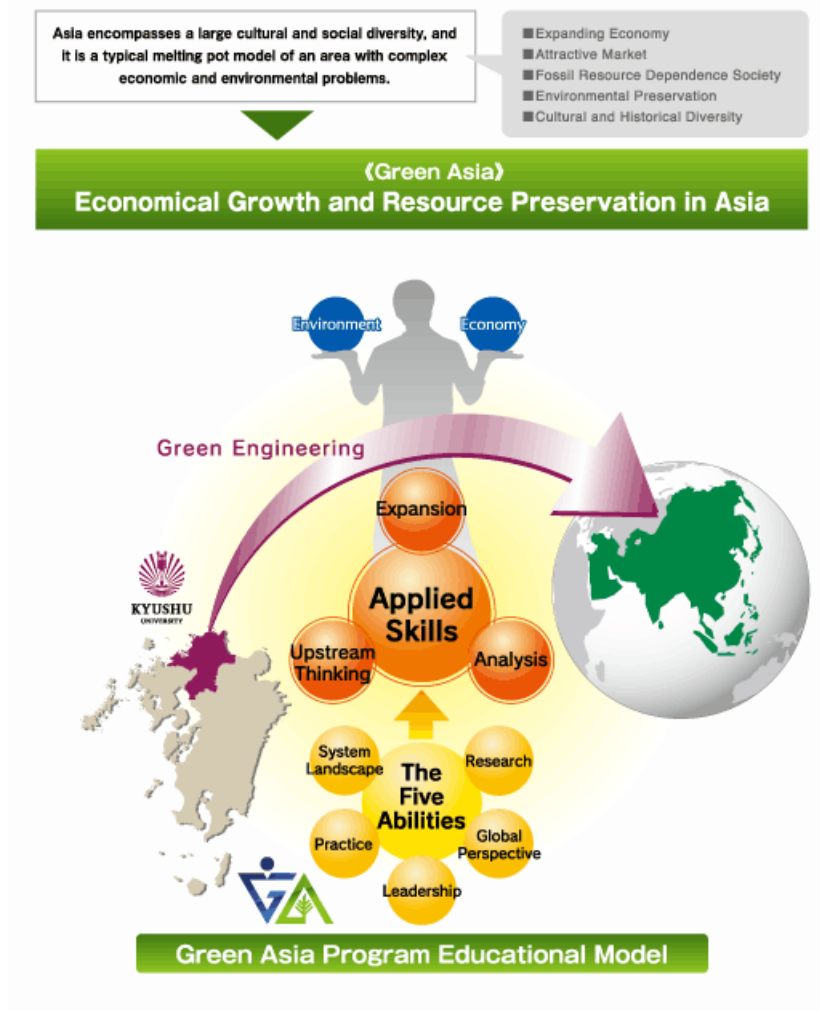 Asia encompasses a large cultural and social diversity, and
it is a typical melting pot model of an area with complex
economic and environmental problems.
■Expanding Economy
■Attractive Market
■Fossil Resource Dependence Society
■Environmental Preservation
■Cultural and Historical Diversity
《Green Asia》
Economical Growth and Resource Preservation in Asia
Environment
Economy
Green Engineering
Expansion
KYUSHU
UNIVERSITY
Applied
Skills
Upstream
Thinking
Analysis
System
Landscape
Research
The
Five
Abilities
Practice
Global
Perspective
Leadership
GA
Green Asia Program Educational Model